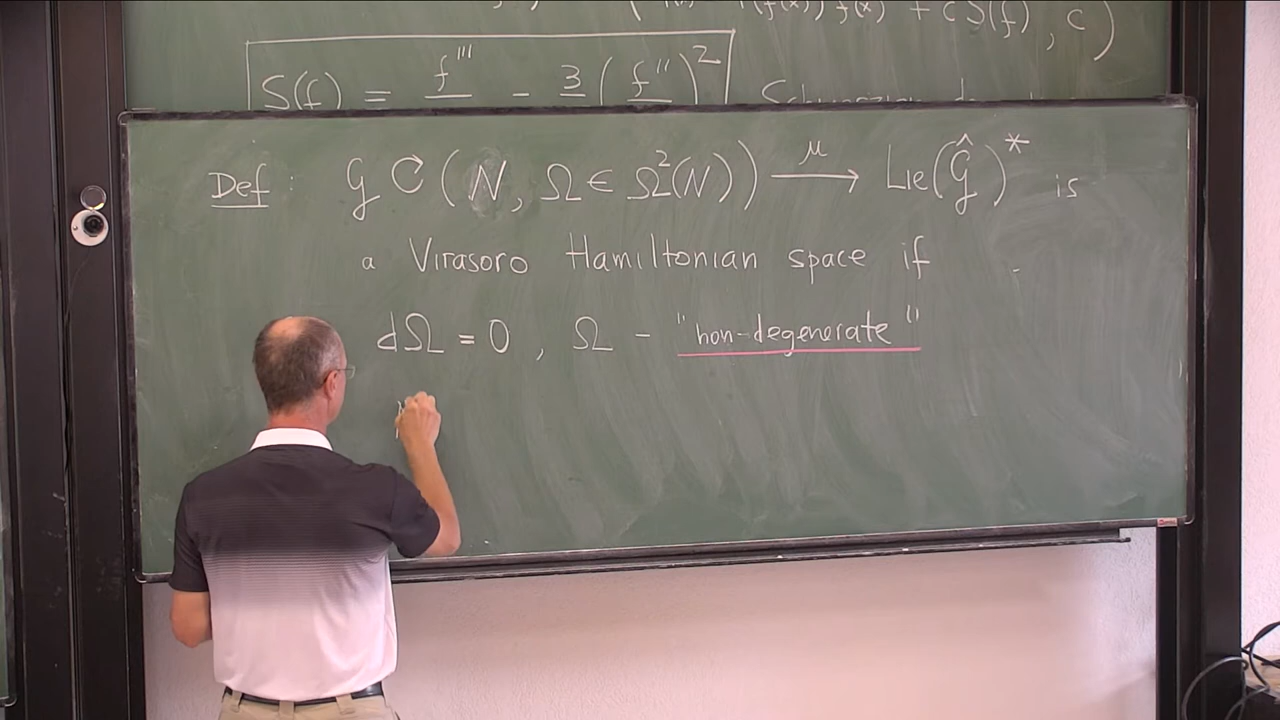 f(x)) f(x) + c S(f), c)
S(f) = f''' - 3 (f'')²
Def : G ↻ (N, Ω ∈ Ω²(N)) —μ→ Lie(Ĝ)* is
a Virasoro Hamiltonian space if
dΩ = 0 , Ω - "non-degenerate"